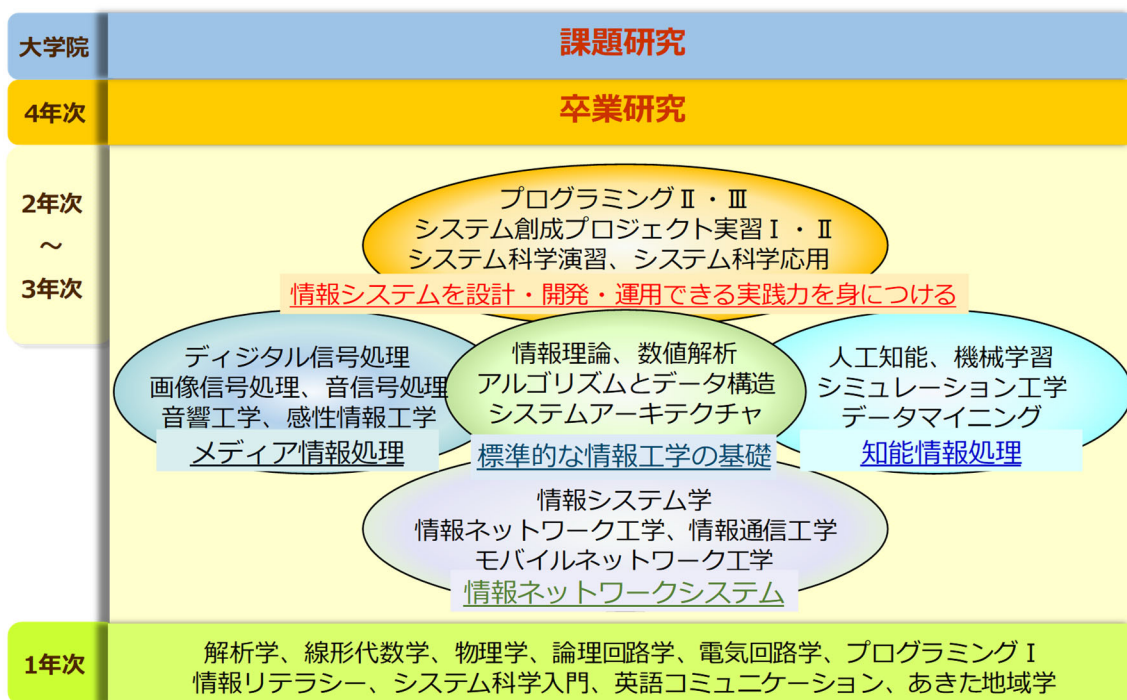 大学院
課題研究
4年次
卒業研究
2年次
~
3年次
プログラミングⅡ・Ⅲ
システム創成プロジェクト実習Ⅰ・Ⅱ
システム科学演習、システム科学応用
情報システムを設計・開発・運用できる実践力を身につける
ディジタル信号処理
画像信号処理、音信号処理
音響工学、感性情報工学
メディア情報処理
情報理論、数値解析
アルゴリズムとデータ構造
システムアーキテクチャ
標準的な情報工学の基礎
人工知能、機械学習
シミュレーション工学
データマイニング
知能情報処理
情報システム学
情報ネットワーク工学、情報通信工学
モバイルネットワーク工学
情報ネットワークシステム
1年次
解析学、線形代数学、物理学、論理回路学、電気回路学、プログラミングⅠ
情報リテラシー、システム科学入門、英語コミュニケーション、あきた地域学